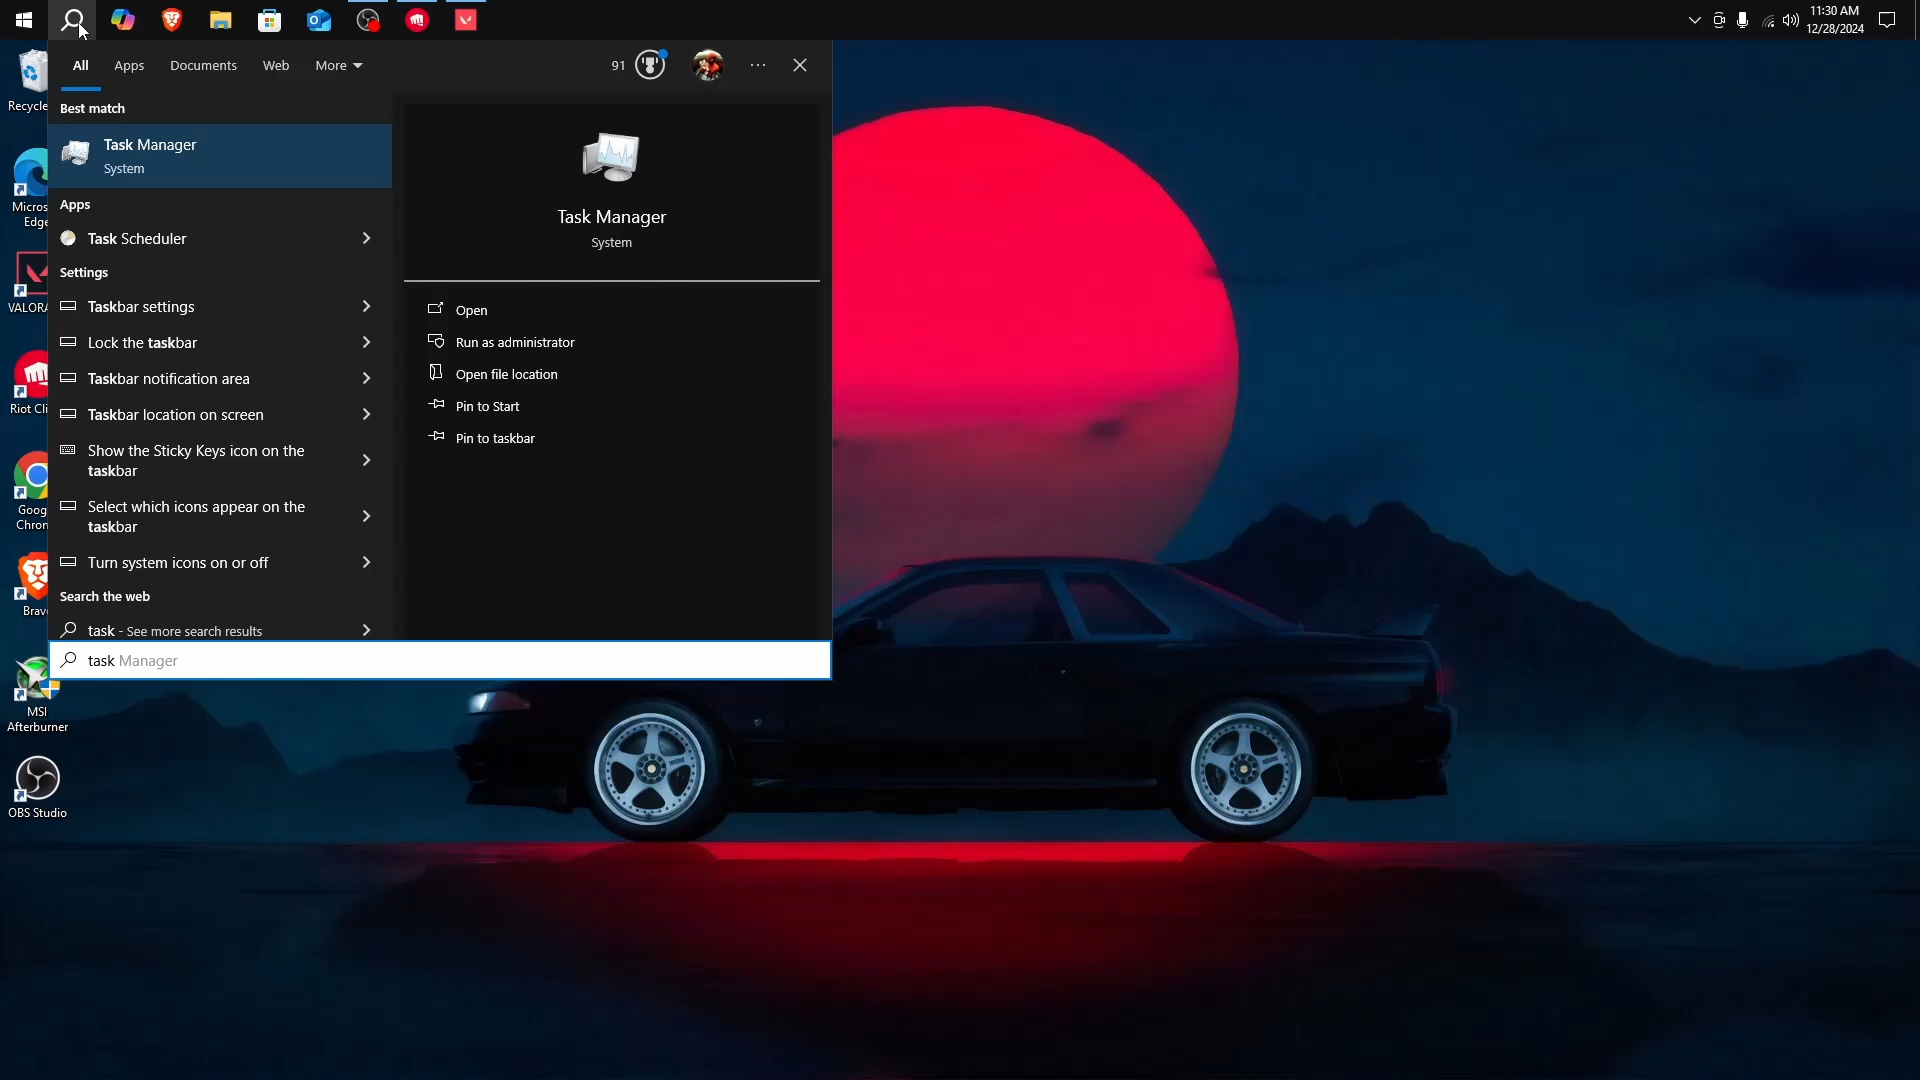 11:30 AM
12/28/2024
All
Apps
Documents
Web
More
91
Best match
Task Manager
System
Apps
Task Scheduler
Settings
Taskbar settings
Lock the taskbar
Taskbar notification area
Taskbar location on screen
Show the Sticky Keys icon on the
taskbar
Select which icons appear on the
taskbar
Turn system icons on or off
Search the web
task - See more search results
task Manager
Task Manager
System
Open
Run as administrator
Open file location
Pin to Start
Pin to taskbar
Recycle
Micros
Edge
VALORA
Riot Cli
Goog
Chron
Brav
MSI
Afterburner
OBS Studio